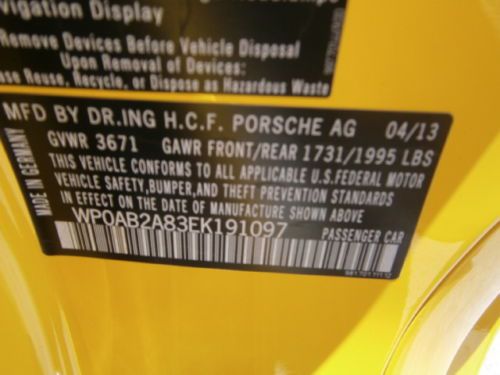 vigation Display
Remove Devices Before Vehicle Disposal
Upon Removal of Devices
ase Reuse, Recycle, or Dispose as Hazardous Waste
MFD BY DR.ING H.C.F. PORSCHE AG 04/13
GVWR 3671 GAWR FRONT/REAR 1731/1995 LBS
THIS VEHICLE CONFORMS TO ALL APPLICABLE U.S.FEDERAL MOTOR
VEHICLE SAFETY,BUMPER,AND THEFT PREVENTION STANDARDS
IN EFFECT ON THE DATE OF MANUFACTURE SHOWN ABOVE
WP0AB2A83EK191097 PASSENGER CAR
MADE IN GERMANY